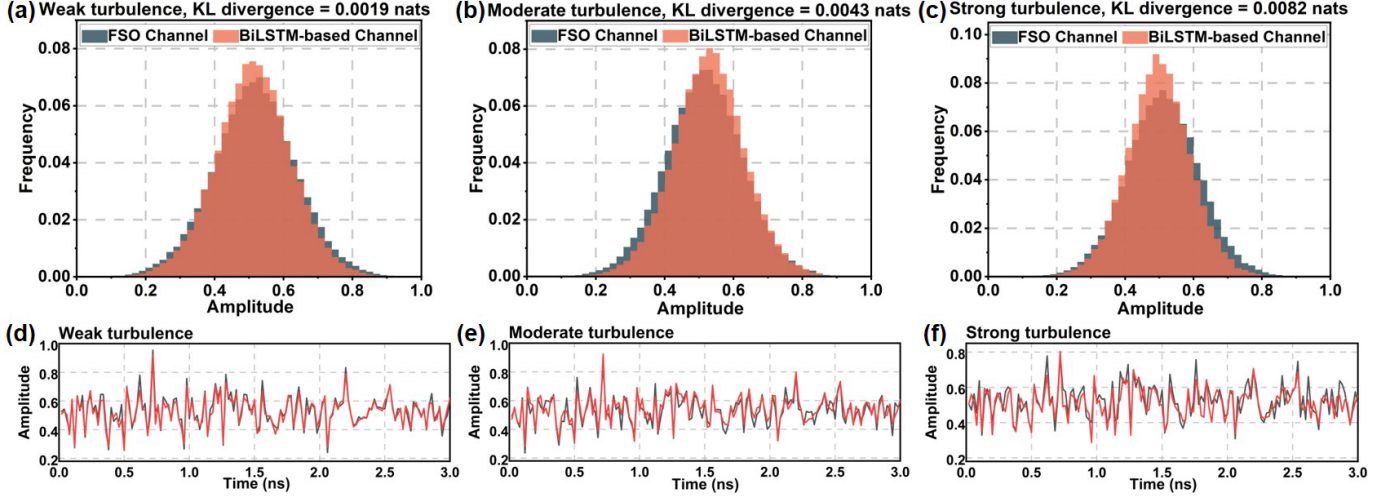 (a) Weak turbulence, KL divergence = 0.0019 nats
FSO Channel BiLSTM-based Channel
0.08
0.06
0.04
0.02
0.00
Frequency
0.0 0.2 0.4 0.6 0.8 1.0
Amplitude
(b) Moderate turbulence, KL divergence = 0.0043 nats
FSO Channel BiLSTM-based Channel
0.08
0.06
0.04
0.02
0.00
Frequency
0.0 0.2 0.4 0.6 0.8 1.0
Amplitude
(c) Strong turbulence, KL divergence = 0.0082 nats
FSO Channel BiLSTM-based Channel
0.10
0.08
0.06
0.04
0.02
0.00
Frequency
0.0 0.2 0.4 0.6 0.8 1.0
Amplitude
(d) Weak turbulence
1.0
0.8
0.6
0.4
0.2
Amplitude
0.0 0.5 1.0 1.5 2.0 2.5 3.0
Time (ns)
(e) Moderate turbulence
1.0
0.8
0.6
0.4
0.2
Amplitude
0.0 0.5 1.0 1.5 2.0 2.5 3.0
Time (ns)
(f) Strong turbulence
0.8
0.6
0.4
0.2
Amplitude
0.0 0.5 1.0 1.5 2.0 2.5 3.0
Time (ns)